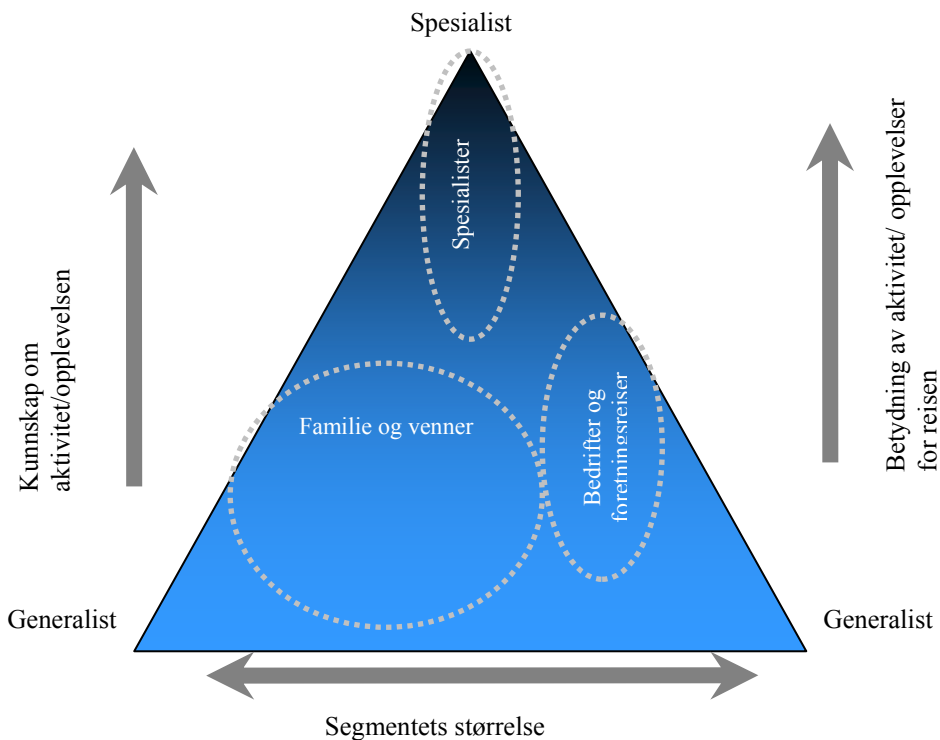 Spesialist
Spesialister
Kunnskap om
aktivitet/opplevelsen
Betydning av aktivitet/ opplevelser
for reisen
Familie og venner
Bedrifter og
foretningsreiser
Generalist
Generalist
Segmentets størrelse